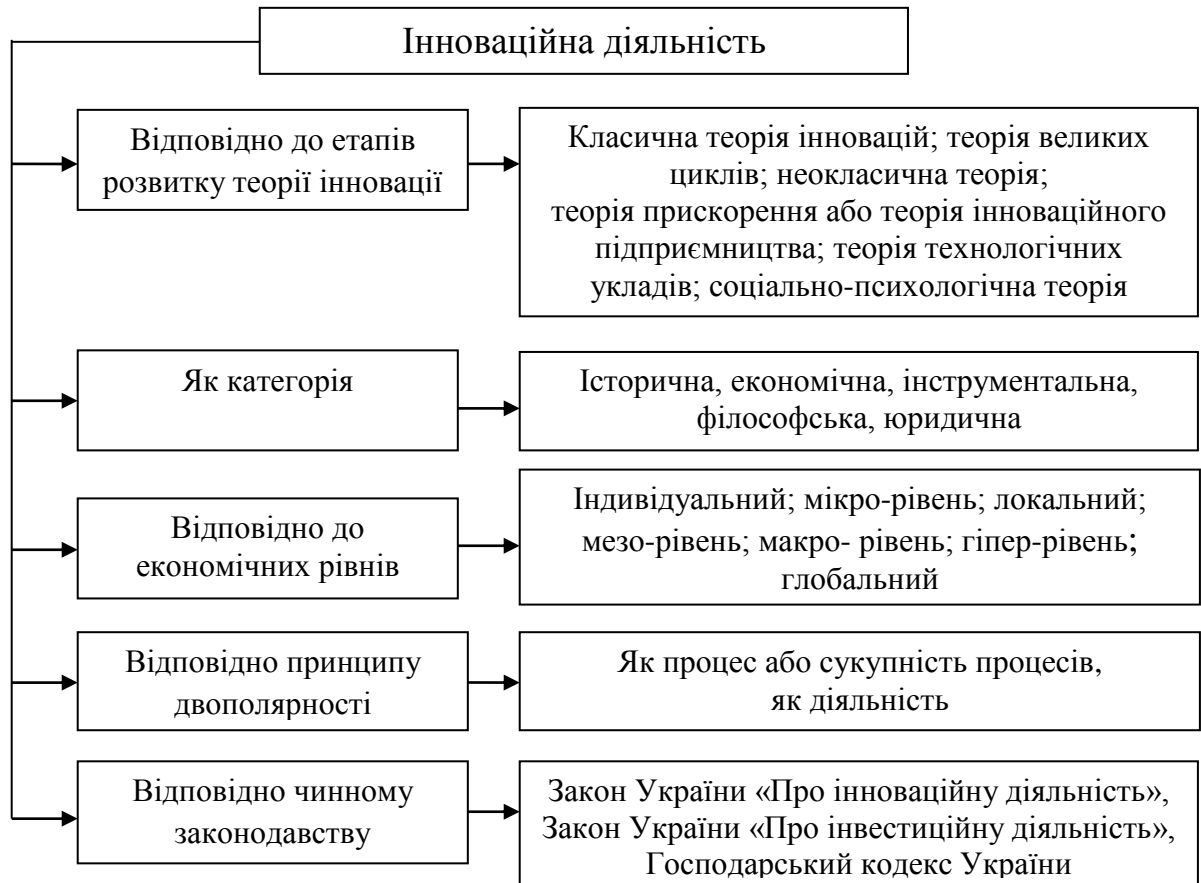 Інноваційна діяльність
Відповідно до етапів
розвитку теорії інновації
Класична теорія інновацій; теорія великих
циклів; неокласична теорія;
теорія прискорення або теорія інноваційного
підприємництва; теорія технологічних
укладів; соціально-психологічна теорія
Як категорія
Історична, економічна, інструментальна,
філософська, юридична
Відповідно до
економічних рівнів
Індивідуальний; мікро-рівень; локальний;
мезо-рівень; макро- рівень; гіпер-рівень;
глобальний
Відповідно принципу
двополярності
Як процес або сукупність процесів,
як діяльність
Відповідно чинному
законодавству
Закон України «Про інноваційну діяльність»,
Закон України «Про інвестиційну діяльність»,
Господарський кодекс України